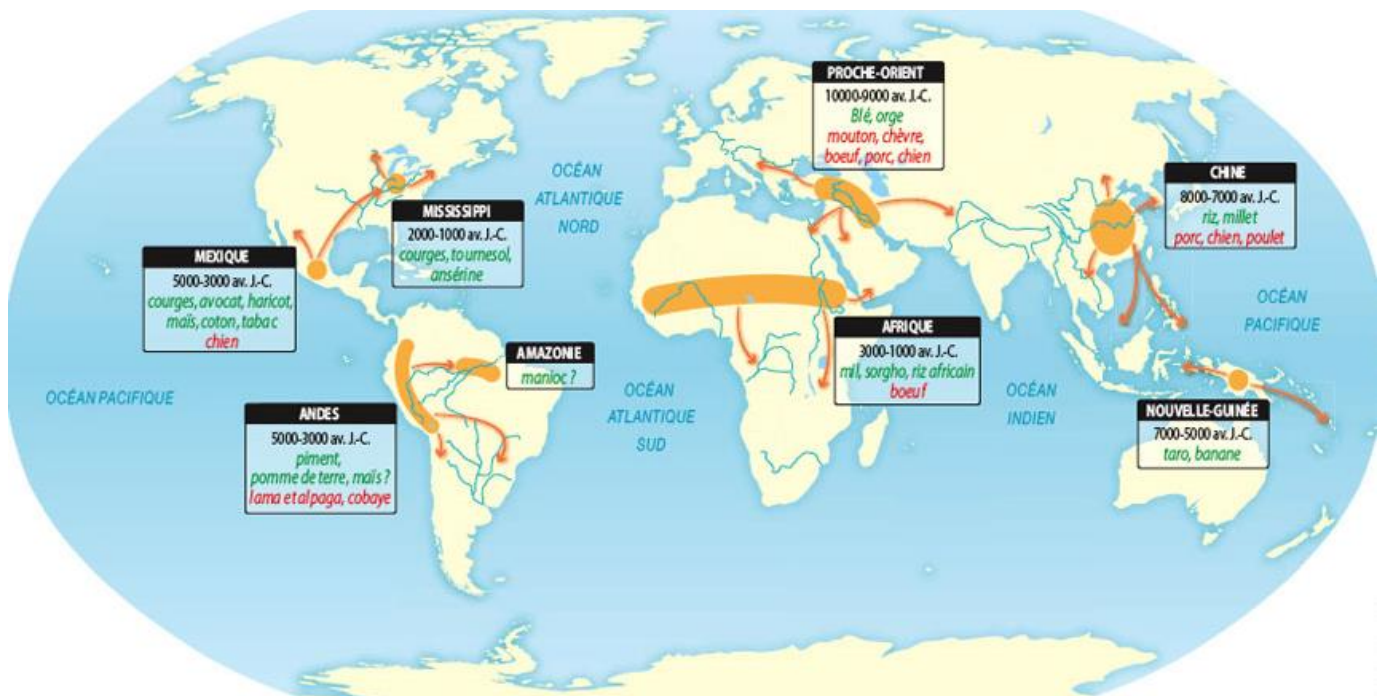 PROCHE-ORIENT
10000-9000 av. J.-C.
Blé, orge
mouton, chèvre,
boeuf, porc, chien
CHINE
8000-7000 av. J.-C.
riz, millet
porc, chien, poulet
OCÉAN
ATLANTIQUE
NORD
MISSISSIPPI
2000-1000 av. J.-C.
courges, tournesol,
ansérine
MEXIQUE
5000-3000 av. J.-C.
courges, avocat, haricot,
maïs, coton, tabac
chien
OCÉAN
PACIFIQUE
AFRIQUE
3000-1000 av. J.-C.
mil, sorgho, riz africain
boeuf
AMAZONIE
manioc ?
OCÉAN PACIFIQUE
OCÉAN
ATLANTIQUE
SUD
OCÉAN
INDIEN
ANDES
5000-3000 av. J.-C.
piment,
pomme de terre, maïs ?
lama et alpaga, cobaye
NOUVELLE-GUINÉE
7000-5000 av. J.-C.
taro, banane